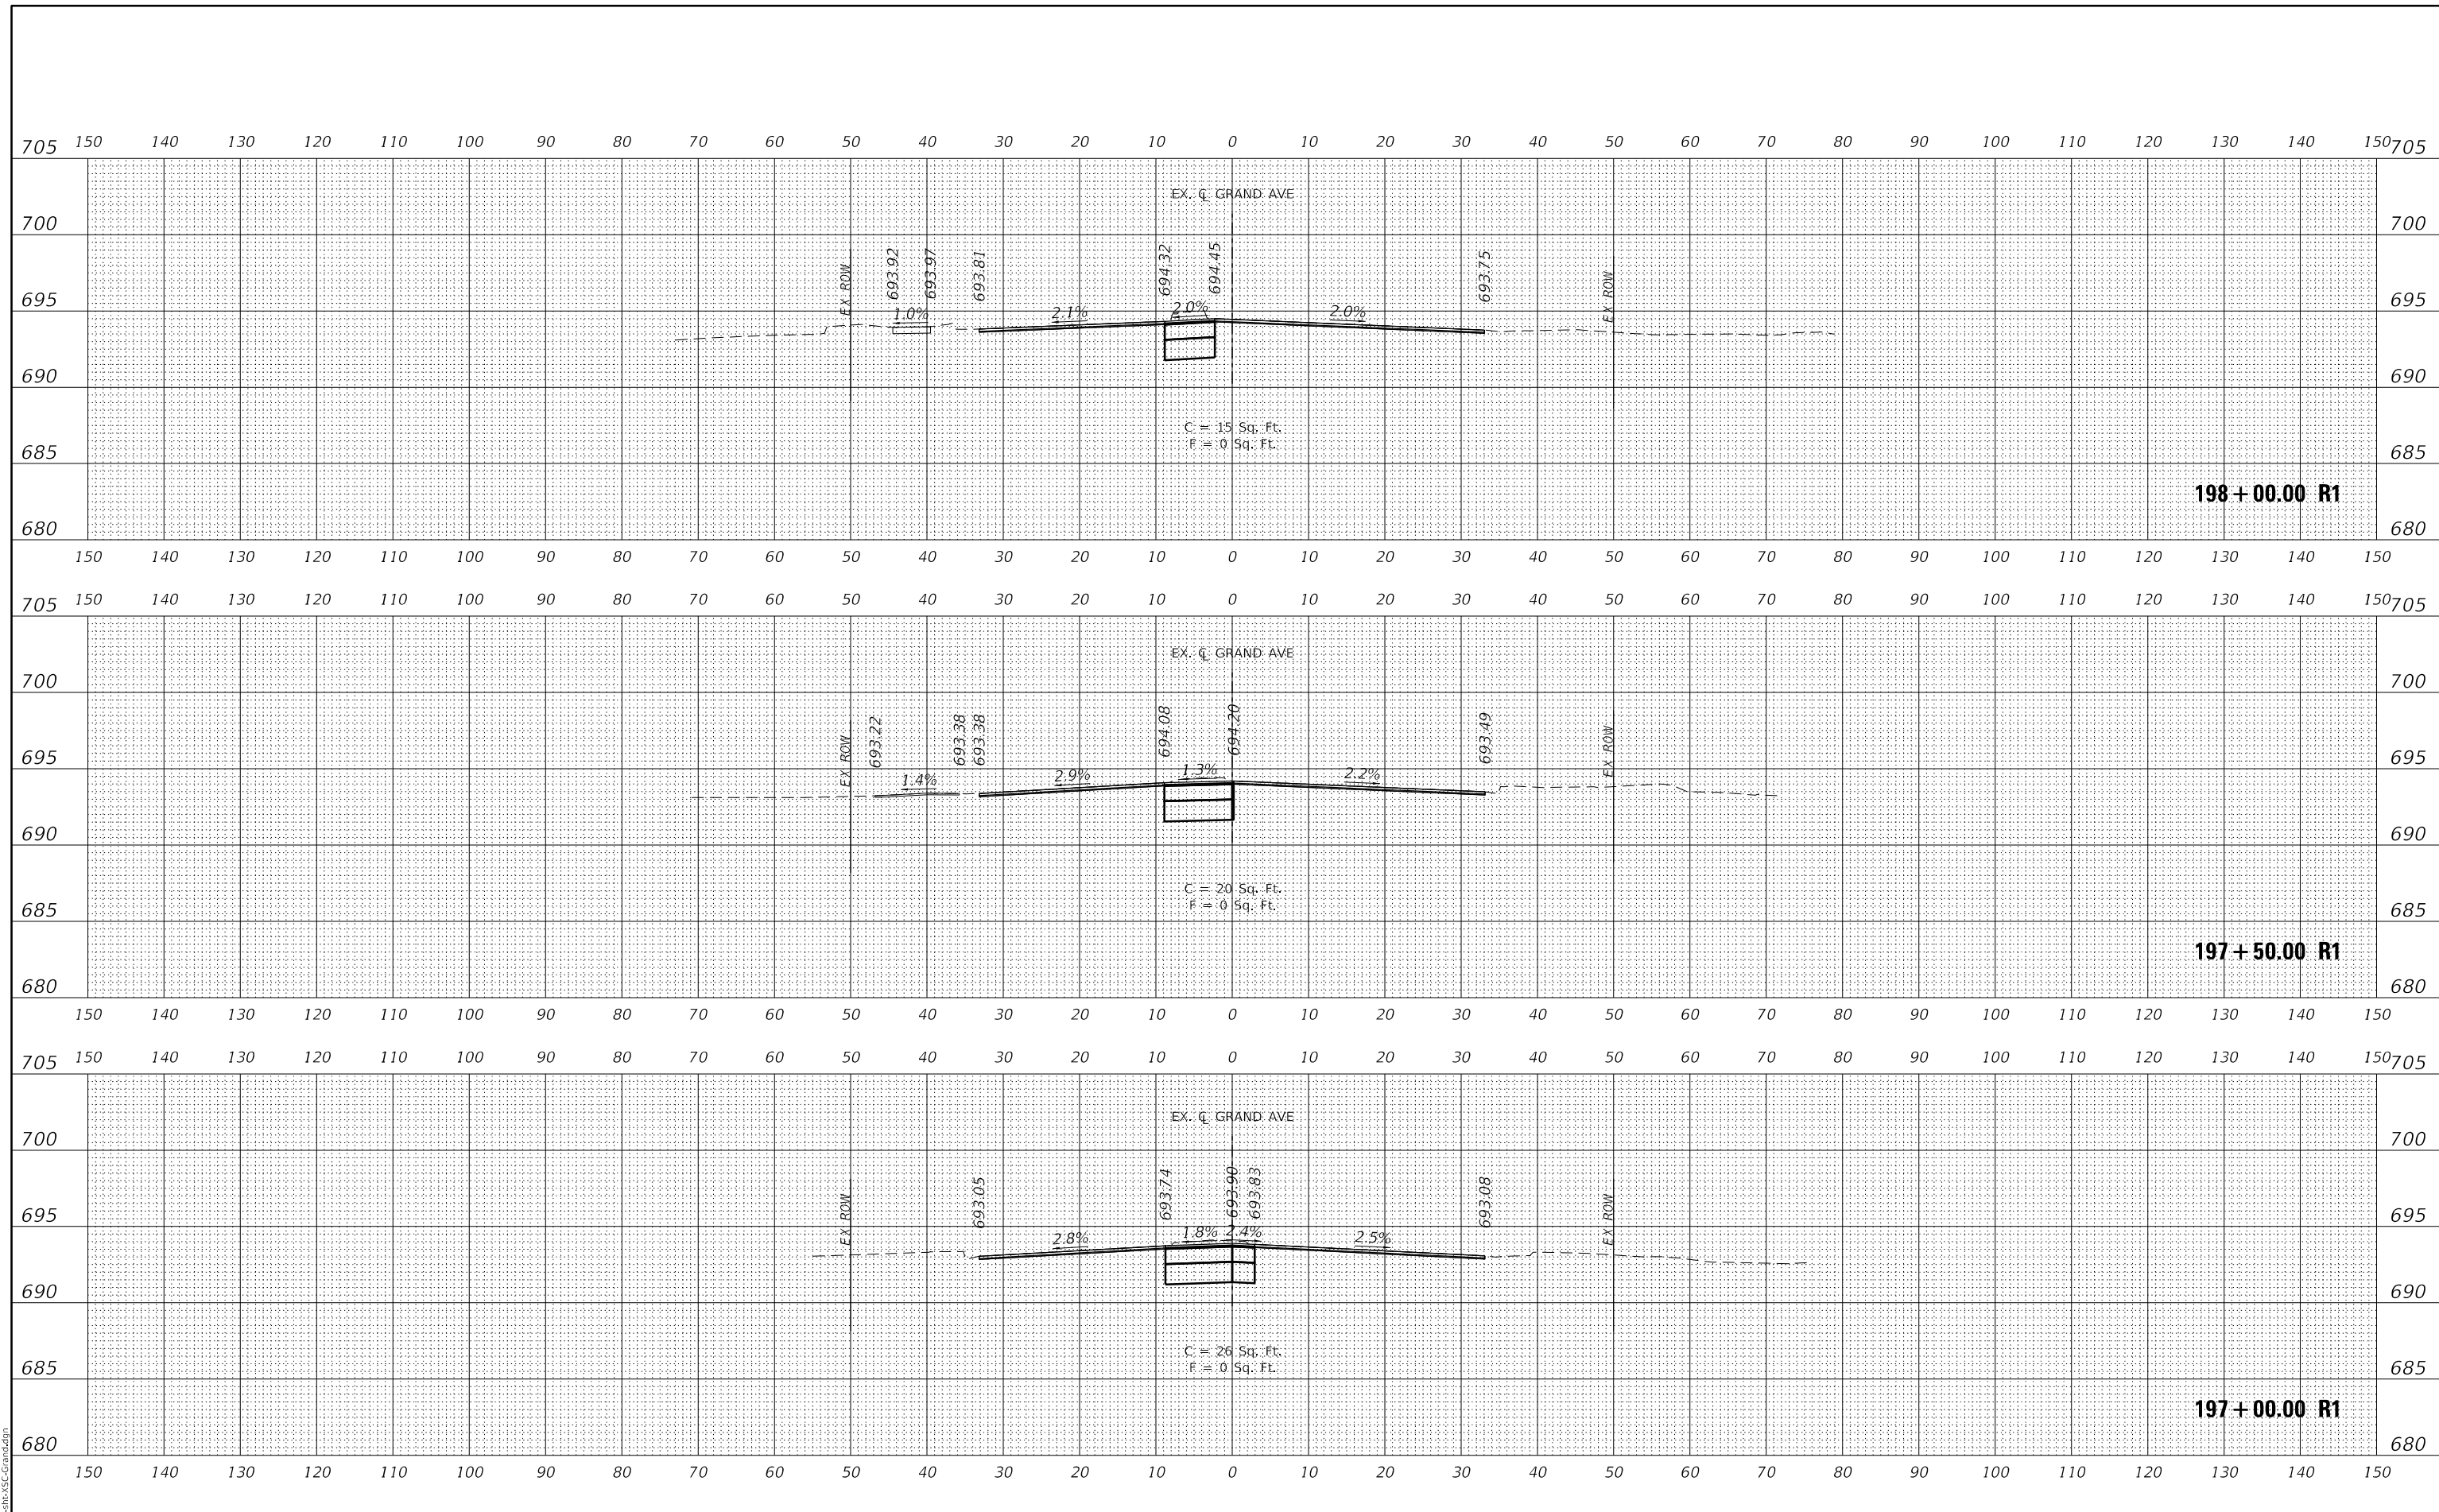 150 140 130 120 110 100 90 80 70 60 50 40 30 20 10 0 10 20 30 40 50 60 70 80 90 100 110 120 130 140 150
705 705
EX. ℄ GRAND AVE
700 700
EX ROW 693.92 693.97 693.81 694.32 694.45 693.75 EX ROW
695 695
1.0% 2.1% 2.0% 2.0%
690 690
C = 15 Sq. Ft.
F = 0 Sq. Ft.
685 685
198+00.00 R1
680 680
150 140 130 120 110 100 90 80 70 60 50 40 30 20 10 0 10 20 30 40 50 60 70 80 90 100 110 120 130 140 150
150 140 130 120 110 100 90 80 70 60 50 40 30 20 10 0 10 20 30 40 50 60 70 80 90 100 110 120 130 140 150
705 705
EX. ℄ GRAND AVE
700 700
EX ROW 693.22 693.38 693.38 694.08 694.20 693.49 EX ROW
695 695
1.4% 2.9% 1.3% 2.2%
690 690
C = 20 Sq. Ft.
F = 0 Sq. Ft.
685 685
197+50.00 R1
680 680
150 140 130 120 110 100 90 80 70 60 50 40 30 20 10 0 10 20 30 40 50 60 70 80 90 100 110 120 130 140 150
150 140 130 120 110 100 90 80 70 60 50 40 30 20 10 0 10 20 30 40 50 60 70 80 90 100 110 120 130 140 150
705 705
EX. ℄ GRAND AVE
700 700
EX ROW 693.05 693.74 693.90 693.83 693.08 EX ROW
695 695
2.8% 1.8% 2.4% 2.5%
690 690
C = 26 Sq. Ft.
F = 0 Sq. Ft.
685 685
197+00.00 R1
680 680
150 140 130 120 110 100 90 80 70 60 50 40 30 20 10 0 10 20 30 40 50 60 70 80 90 100 110 120 130 140 150
-sht-XSC-Grand.dgn